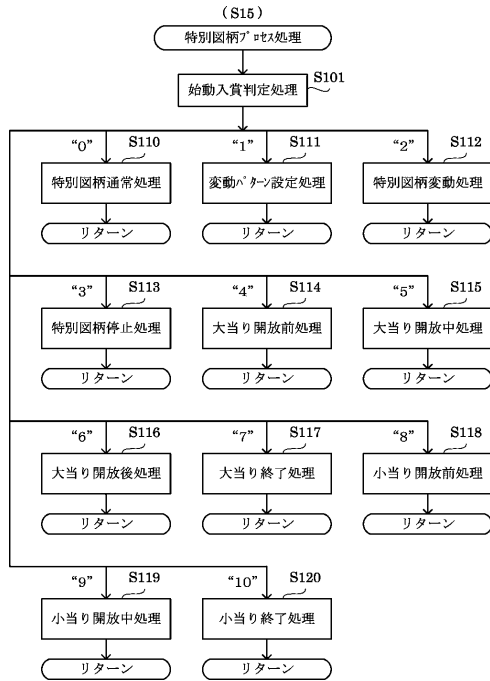 (S15)
特別図柄ﾌﾟﾛｾｽ処理
S101
始動入賞判定処理
“0” S110 “1” S111 “2” S112
特別図柄通常処理 変動ﾊﾟﾀｰﾝ設定処理 特別図柄変動処理
リターン リターン リターン
“3” S113 “4” S114 “5” S115
特別図柄停止処理 大当り開放前処理 大当り開放中処理
リターン リターン リターン
“6” S116 “7” S117 “8” S118
大当り開放後処理 大当り終了処理 小当り開放前処理
リターン リターン リターン
“9” S119 “10” S120
小当り開放中処理 小当り終了処理
リターン リターン